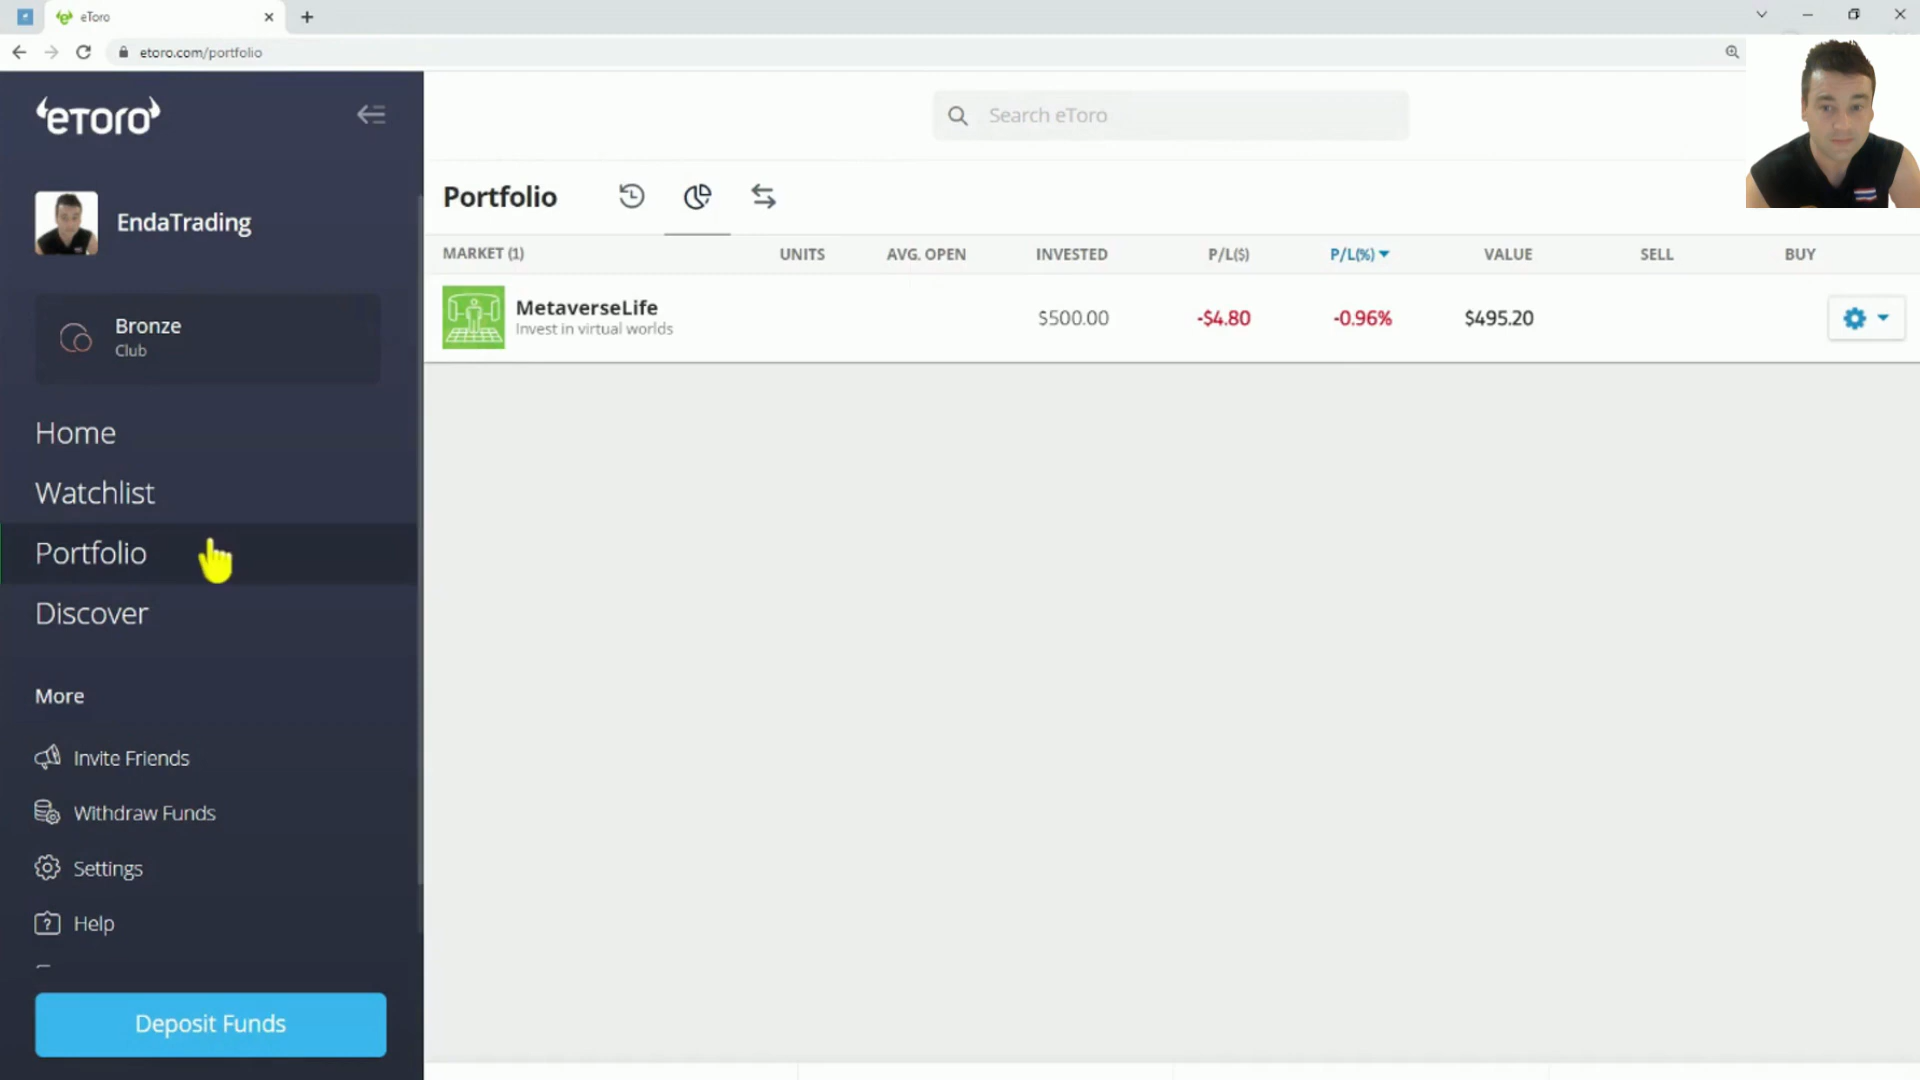 eToro
etoro.com/portfolio
eToro
Search eToro
EndaTrading
Bronze
Club
Home
Watchlist
Portfolio
Discover
More
Invite Friends
Withdraw Funds
Settings
Help
Deposit Funds
Portfolio
MARKET (1) UNITS AVG. OPEN INVESTED P/L($) P/L(%) VALUE SELL BUY
MetaverseLife $500.00 -$4.80 -0.96% $495.20
Invest in virtual worlds